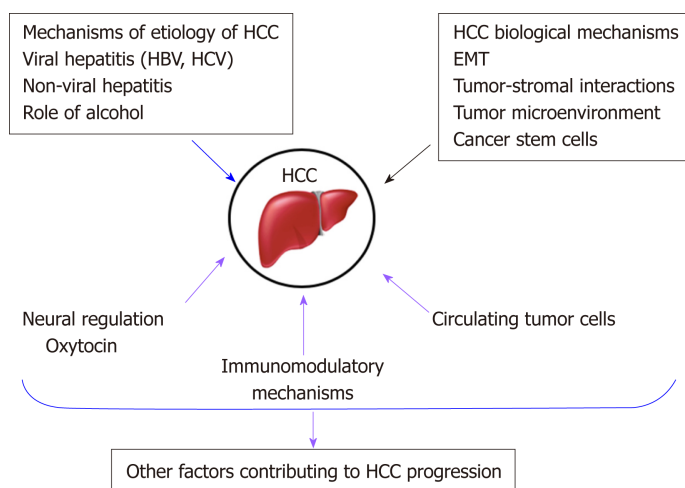 Mechanisms of etiology of HCC
Viral hepatitis (HBV, HCV)
Non-viral hepatitis
Role of alcohol
HCC biological mechanisms
EMT
Tumor-stromal interactions
Tumor microenvironment
Cancer stem cells
HCC
Neural regulation
Oxytocin
Circulating tumor cells
Immunomodulatory
mechanisms
Other factors contributing to HCC progression